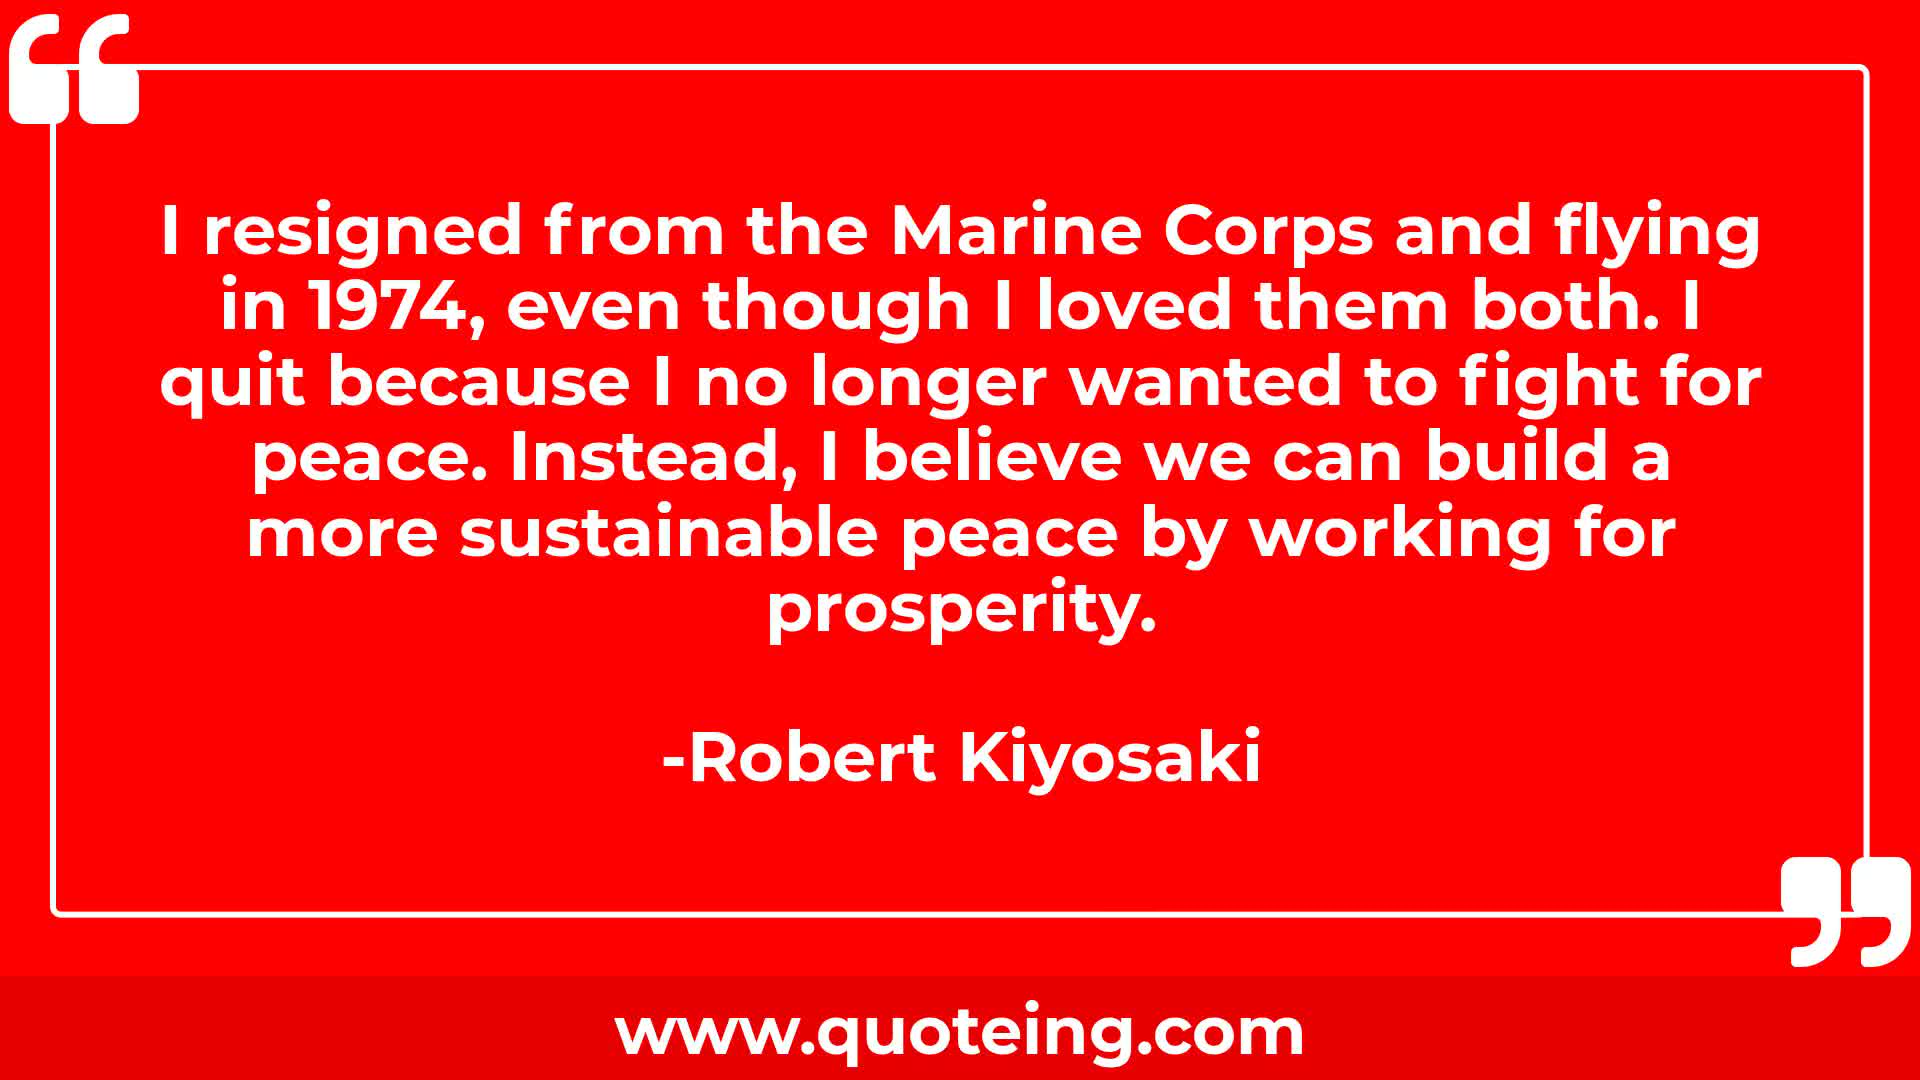 I resigned from the Marine Corps and flying
in 1974, even though I loved them both. I
quit because I no longer wanted to fight for
peace. Instead, I believe we can build a
more sustainable peace by working for
prosperity.
-Robert Kiyosaki
www.quoteing.com